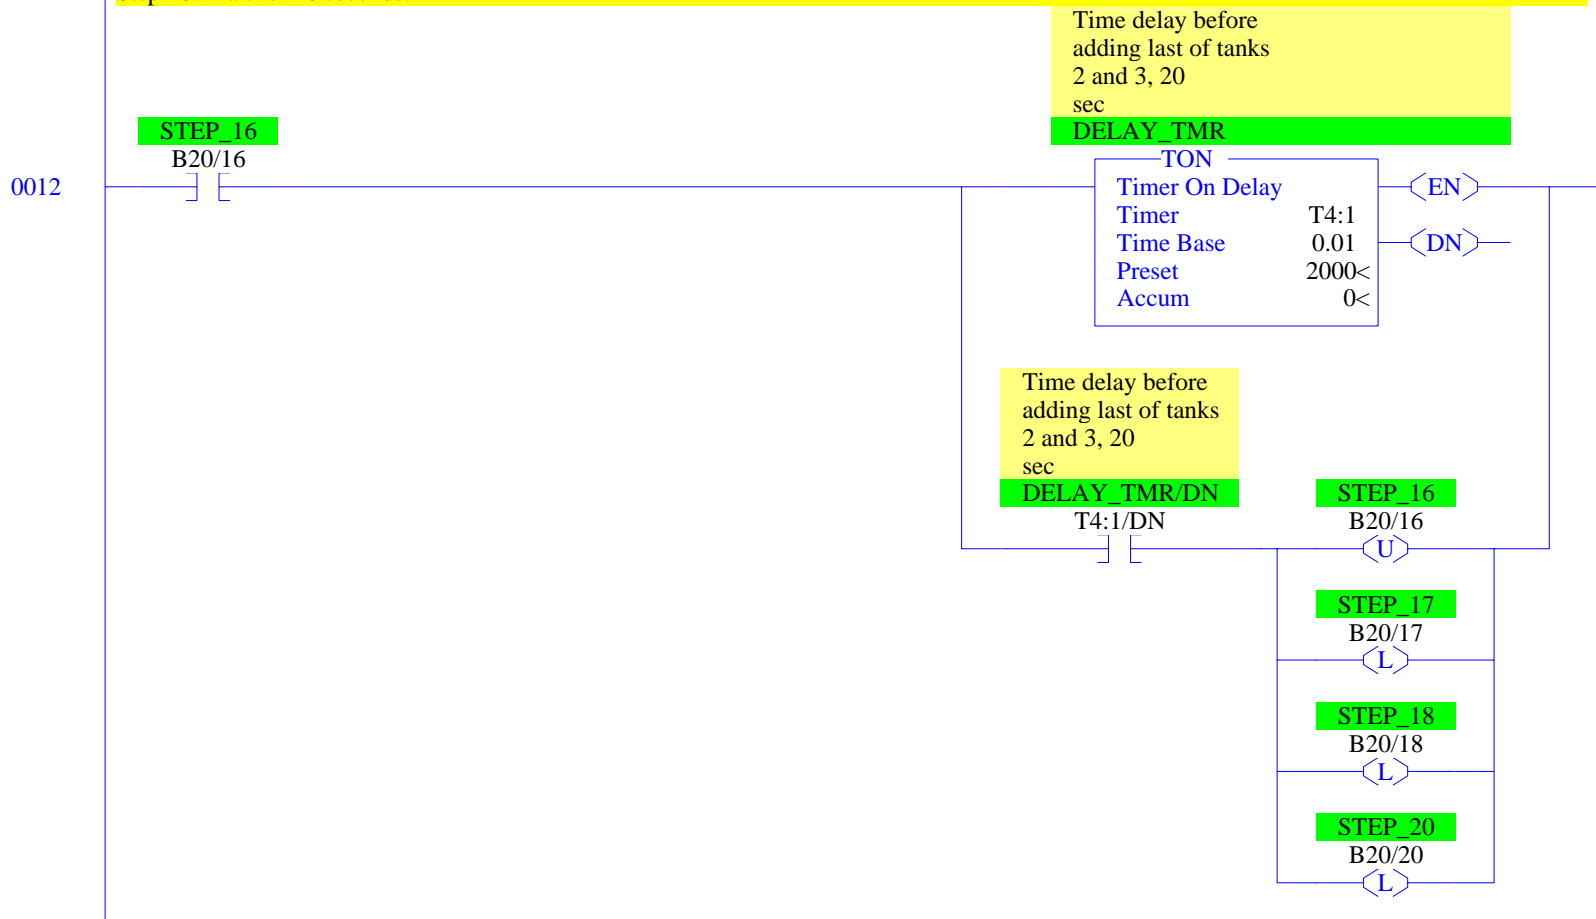 Time delay before
adding last of tanks
2 and 3, 20
sec
DELAY_TMR
STEP_16
B20/16
0012
TON
Timer On Delay
EN
Timer T4:1
Time Base 0.01
DN
Preset 2000<
Accum 0<
Time delay before
adding last of tanks
2 and 3, 20
sec
DELAY_TMR/DN
T4:1/DN
STEP_16
B20/16
U
STEP_17
B20/17
L
STEP_18
B20/18
L
STEP_20
B20/20
L